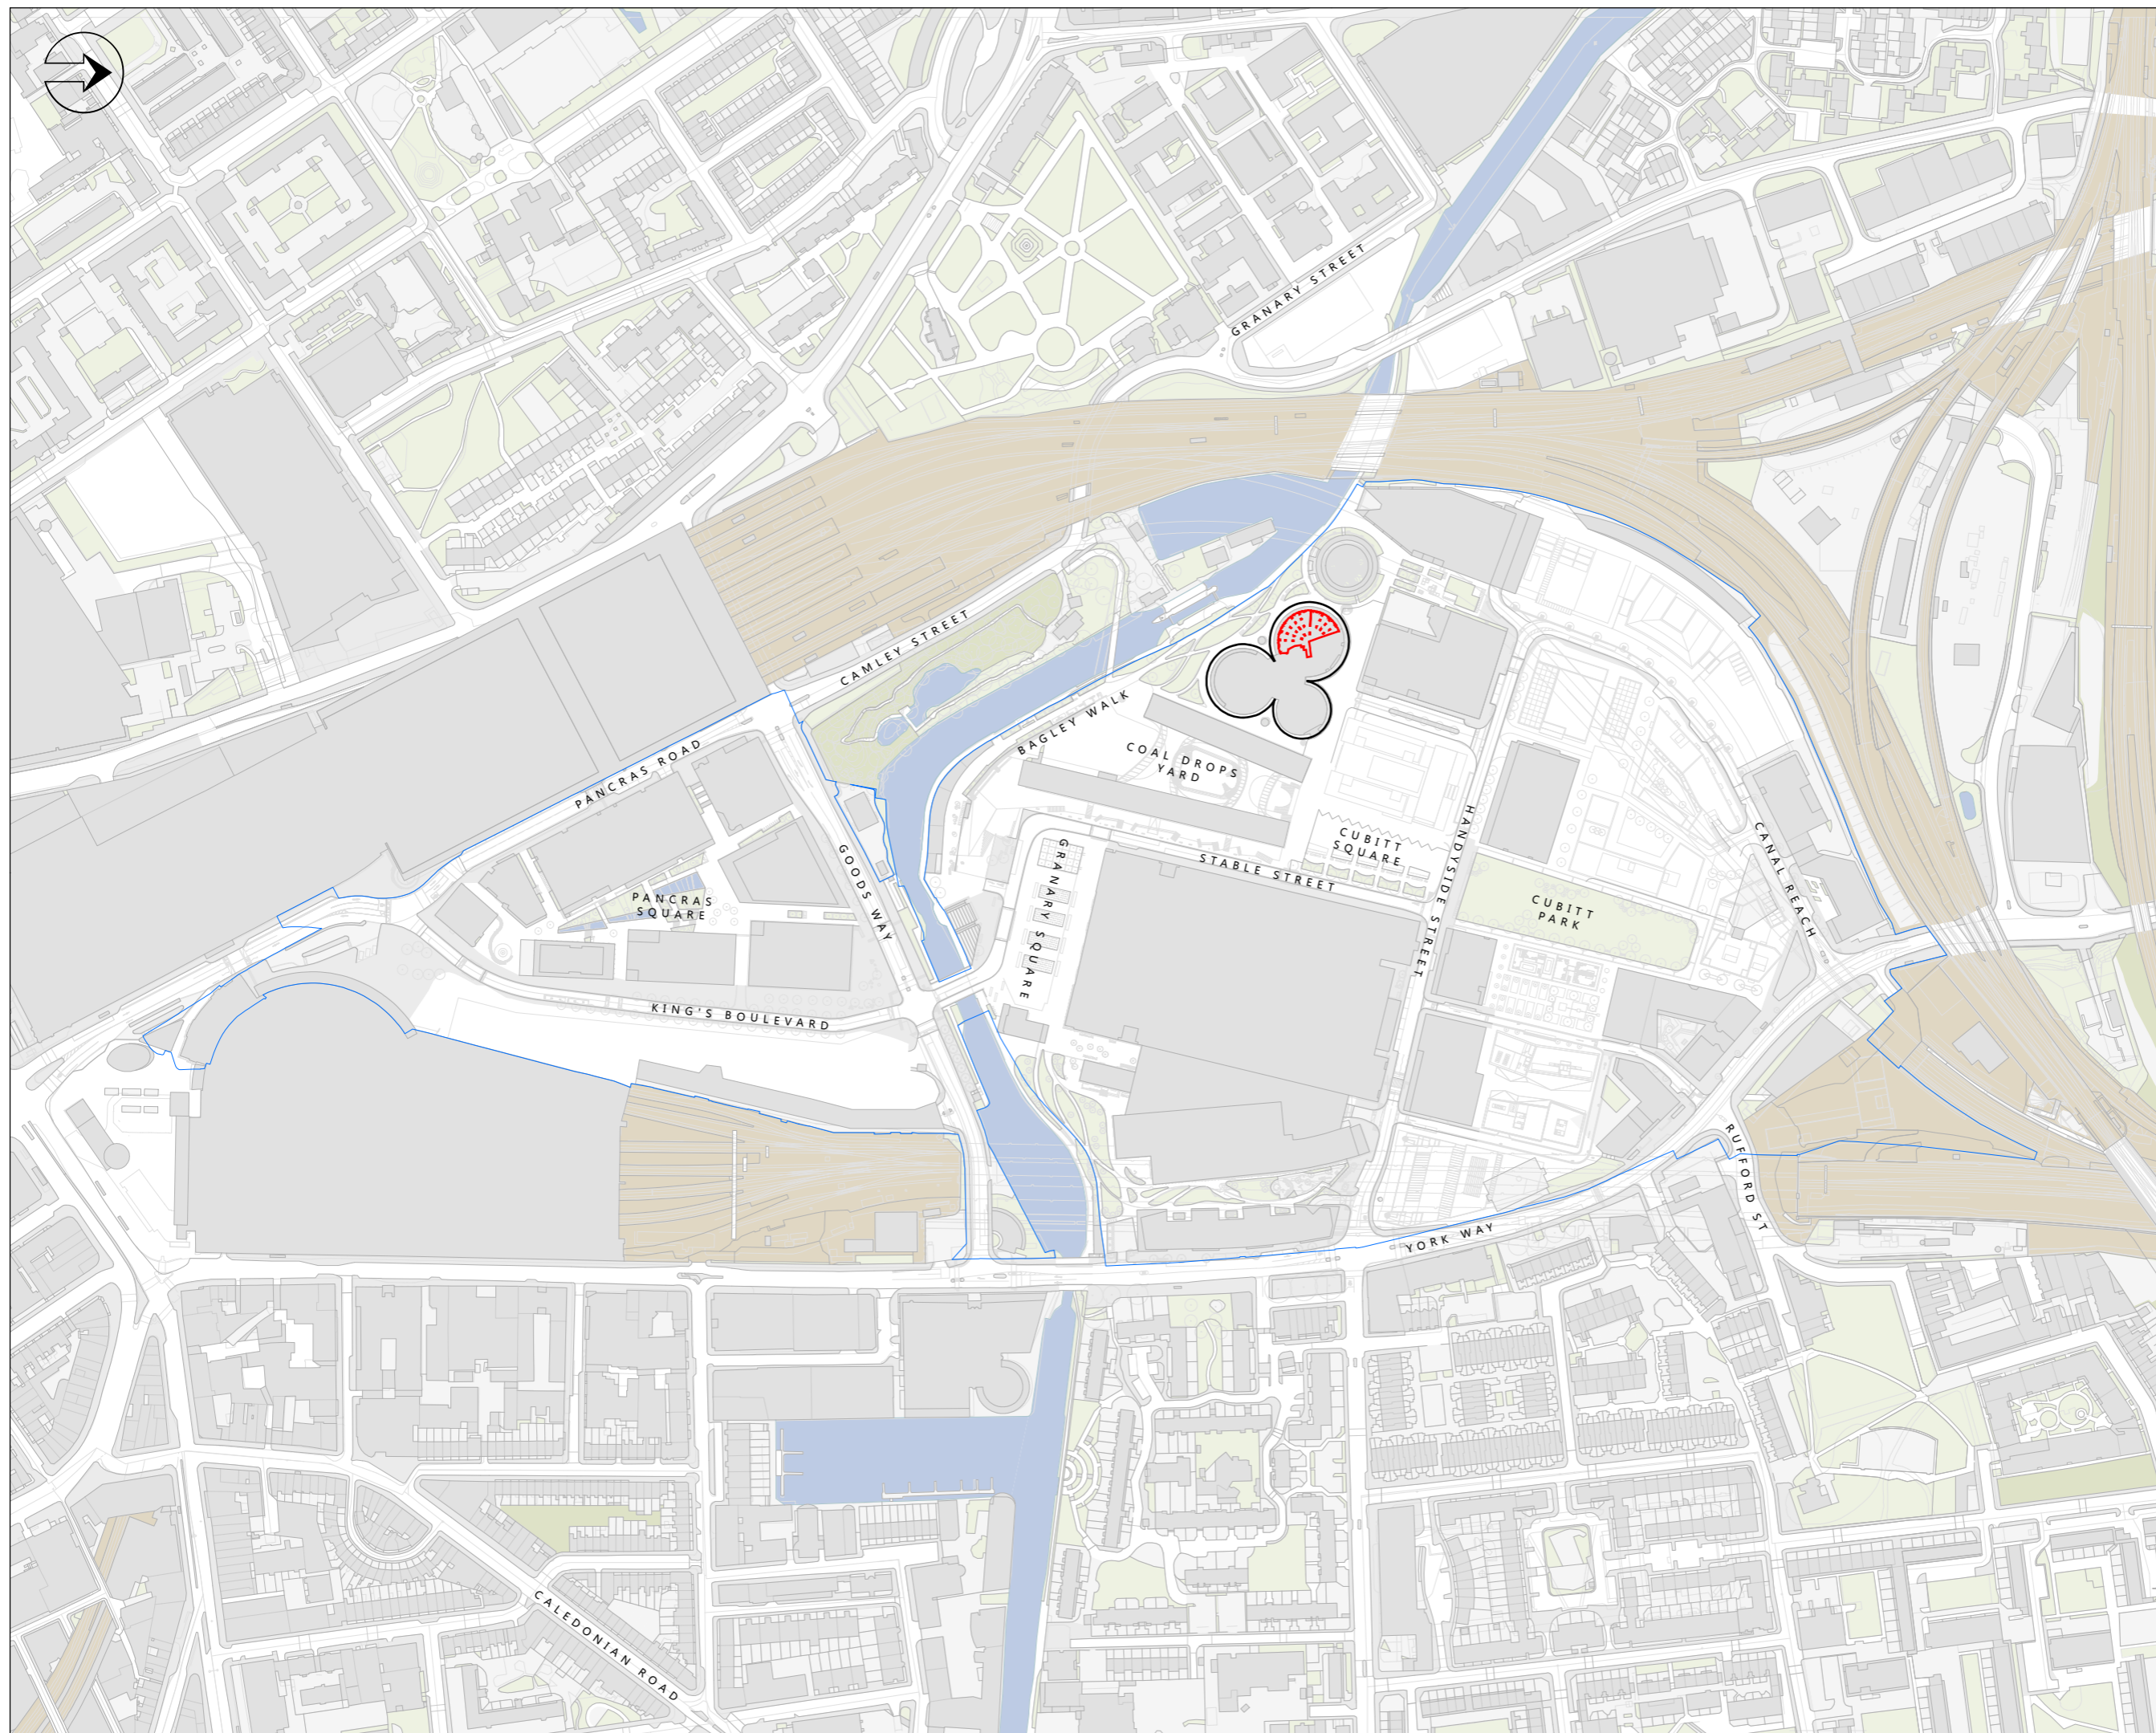 GRANARY STREET
CAMLEY STREET
BAGLEY WALK
PANCRAS ROAD
COAL DROPS
YARD
GOODS WAY
GRANARY SQUARE
STABLE STREET
CUBITT
SQUARE
HANDYSIDE STREET
CANAL REACH
PANCRAS
SQUARE
CUBITT
PARK
KING'S BOULEVARD
RUFFORD ST
YORK WAY
CALEDONIAN ROAD